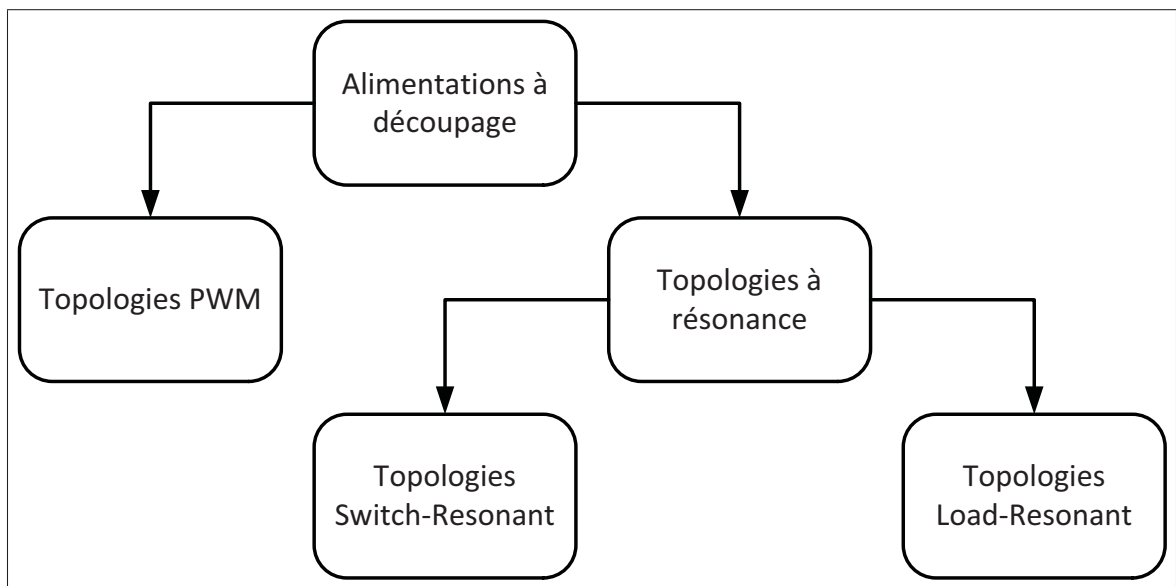 Alimentations à
découpage
Topologies PWM
Topologies à
résonance
Topologies
Switch-Resonant
Topologies
Load-Resonant